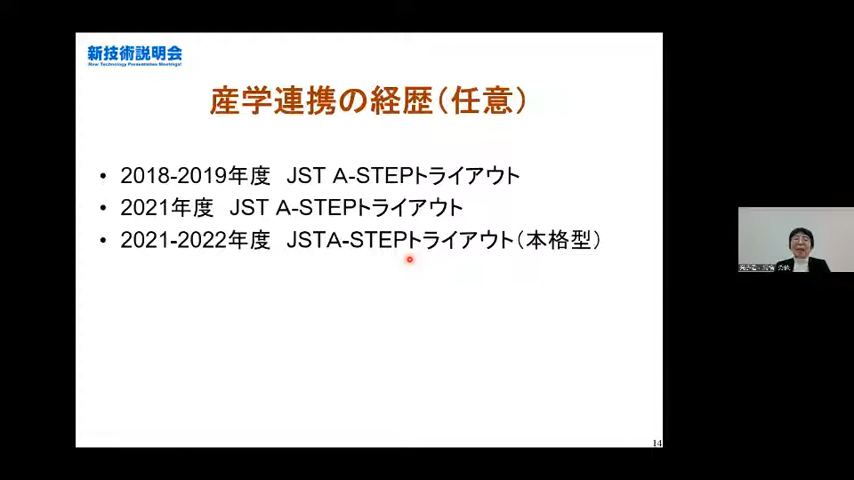 新技術説明会
New Technology Presentation Meetings!
産学連携の経歴（任意）
• 2018-2019年度　JST A-STEPトライアウト
• 2021年度　JST A-STEPトライアウト
• 2021-2022年度　JSTA-STEPトライアウト（本格型）
14